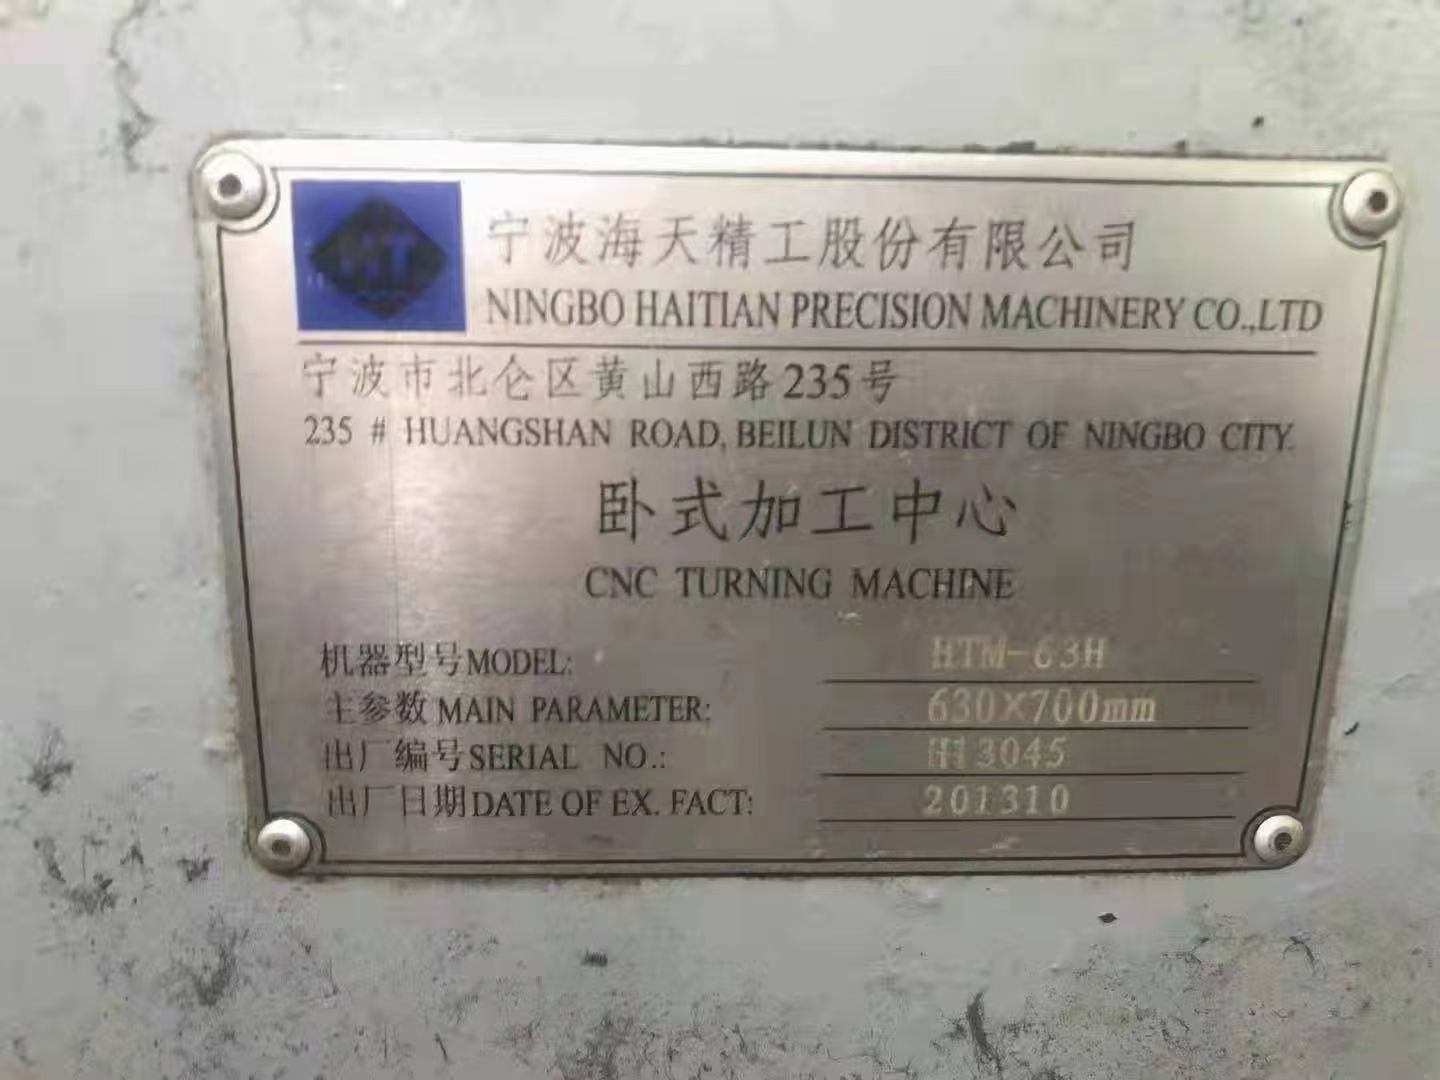 HT
宁波海天精工股份有限公司
NINGBO HAITIAN PRECISION MACHINERY CO.,LTD
宁波市北仑区黄山西路235号
235 # HUANGSHAN ROAD, BEILUN DISTRICT OF NINGBO CITY.
卧式加工中心
CNC TURNING MACHINE
机器型号MODEL: HTM-63H
主参数 MAIN PARAMETER: 630×700mm
出厂编号SERIAL NO.: H13045
出厂日期DATE OF EX. FACT: 201310